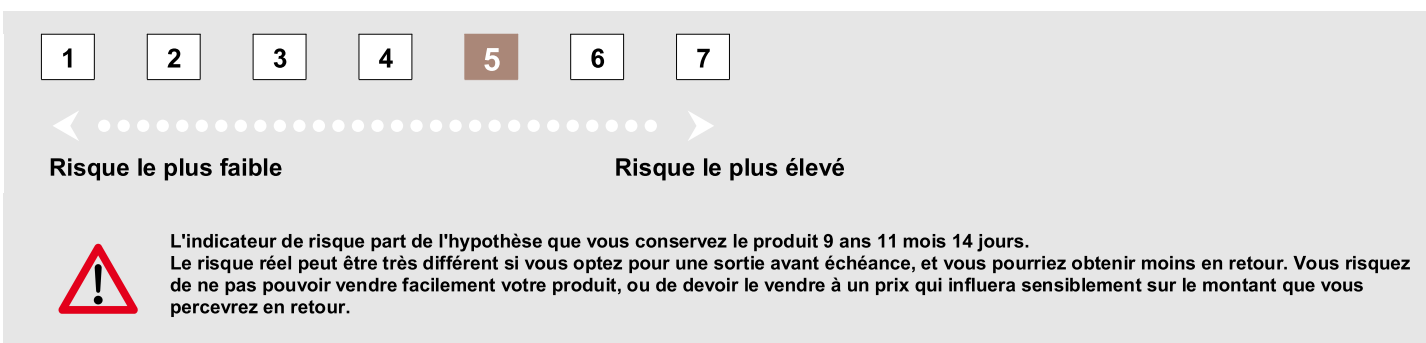 1 2 3 4 5 6 7
Risque le plus faible Risque le plus élevé
L'indicateur de risque part de l'hypothèse que vous conservez le produit 9 ans 11 mois 14 jours.
Le risque réel peut être très différent si vous optez pour une sortie avant échéance, et vous pourriez obtenir moins en retour. Vous risquez
de ne pas pouvoir vendre facilement votre produit, ou de devoir le vendre à un prix qui influera sensiblement sur le montant que vous
percevrez en retour.